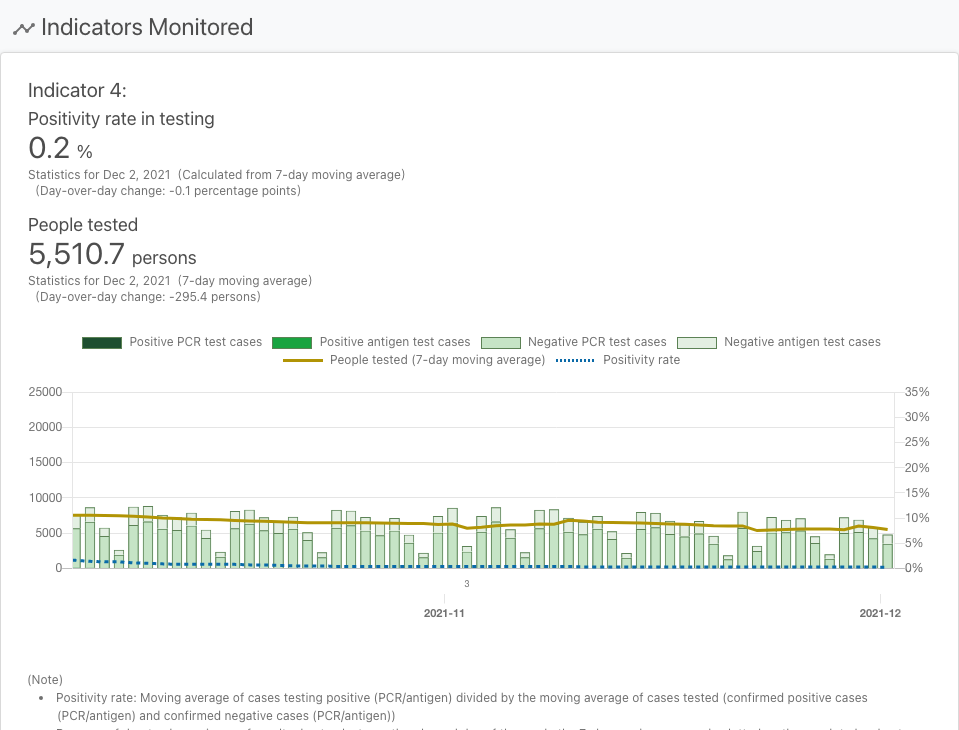 Indicators Monitored
Indicator 4:
Positivity rate in testing
0.2 %
Statistics for Dec 2, 2021 (Calculated from 7-day moving average)
(Day-over-day change: -0.1 percentage points)
People tested
5,510.7 persons
Statistics for Dec 2, 2021 (7-day moving average)
(Day-over-day change: -295.4 persons)
Positive PCR test cases Positive antigen test cases Negative PCR test cases Negative antigen test cases
People tested (7-day moving average) Positivity rate
25000 35%
20000 30%
25%
15000 20%
10000 15%
10%
5000 5%
0 0%
3
2021-11 2021-12
(Note)
• Positivity rate: Moving average of cases testing positive (PCR/antigen) divided by the moving average of cases tested (confirmed positive cases
(PCR/antigen) and confirmed negative cases (PCR/antigen))